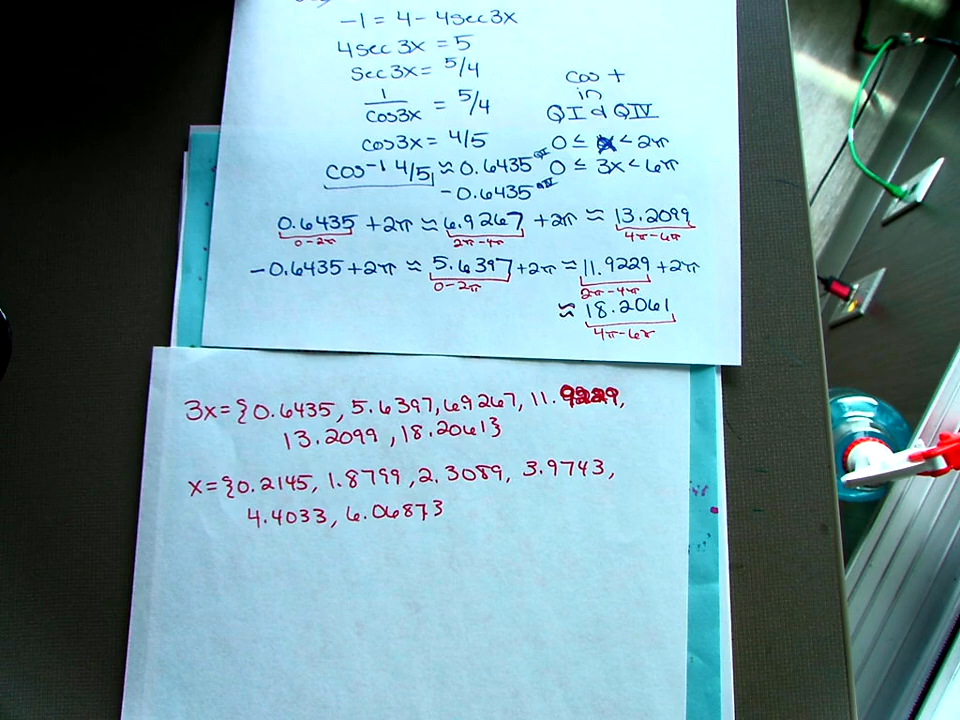 -1 = 4 - 4sec3x
4sec3x = 5
sec3x = 5/4
1/cos3x = 5/4
cos3x = 4/5
cos⁻¹ 4/5 ≈ 0.6435 QI
-0.6435 QIV
cos +
in
QI & QIV
0 ≤ x < 2π
0 ≤ 3x < 6π
0.6435 + 2π ≈ 6.9267 + 2π ≈ 13.2099
0-2π 2π-4π 4π-6π
-0.6435 + 2π ≈ 5.6397 + 2π ≈ 11.9229 + 2π
0-2π 2π-4π
≈ 18.2061
4π-6π
3x = {0.6435, 5.6397, 6.9267, 11.9229,
13.2099, 18.2061}
x = {0.2145, 1.8799, 2.3089, 3.9743,
4.4033, 6.0687}